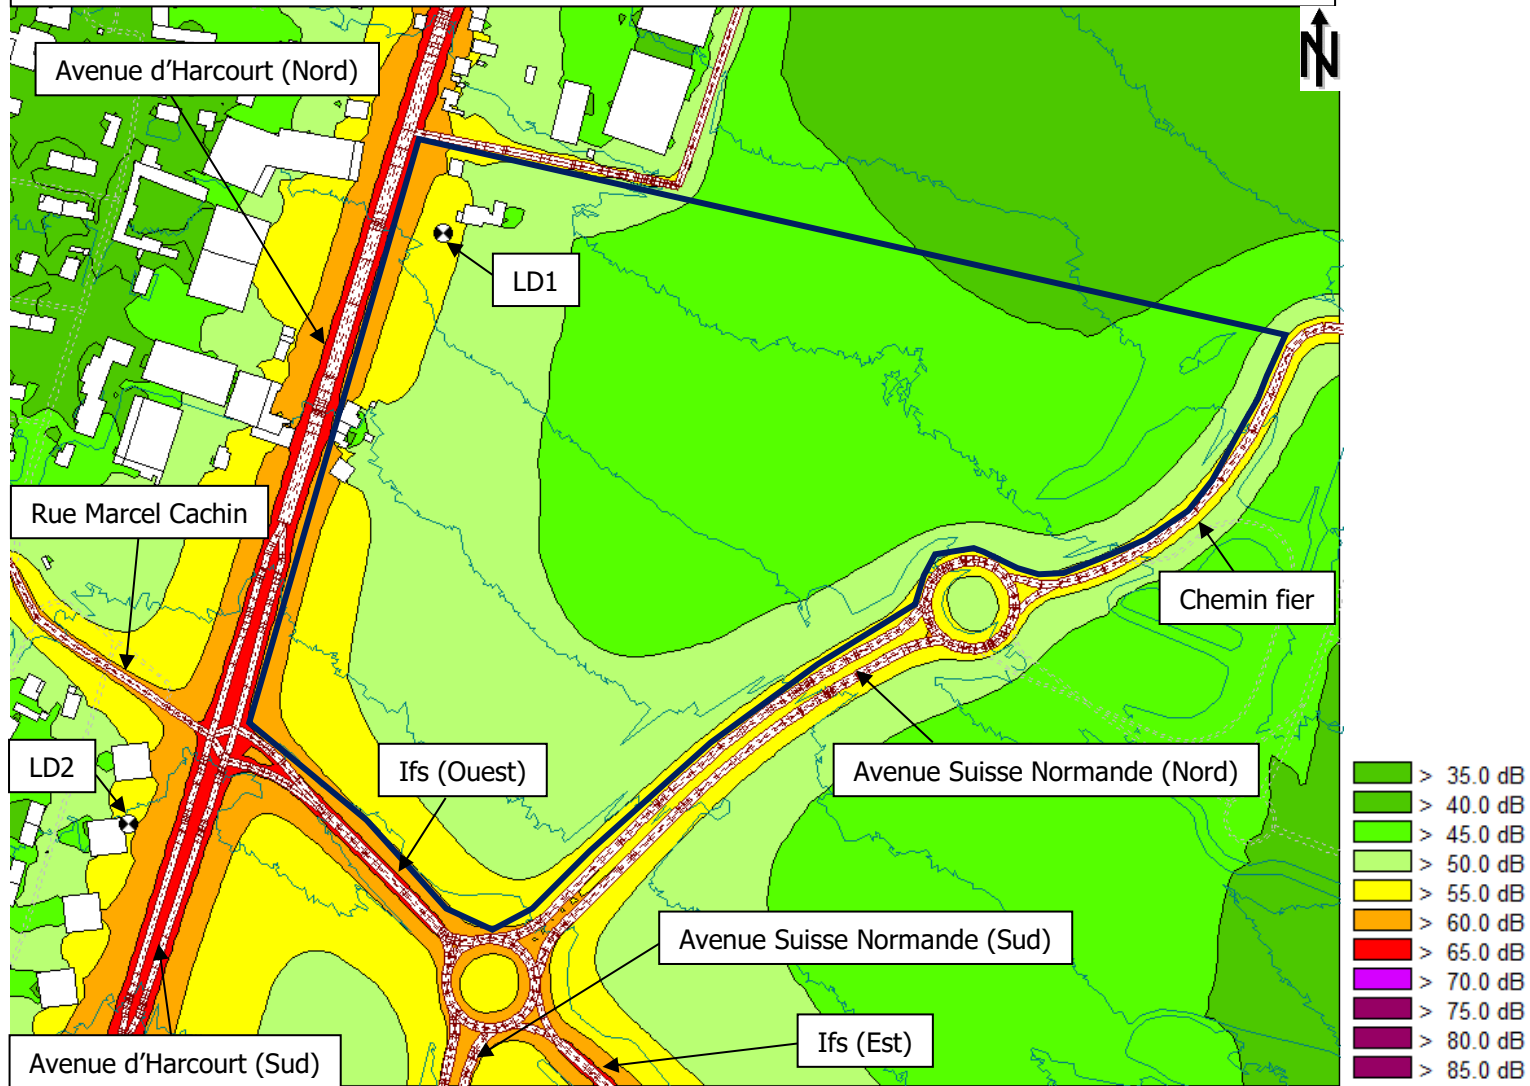 N
Avenue d'Harcourt (Nord)
LD1
Rue Marcel Cachin
Chemin fier
LD2
Ifs (Ouest)
Avenue Suisse Normande (Nord)
Avenue Suisse Normande (Sud)
Ifs (Est)
Avenue d'Harcourt (Sud)
> 35.0 dB
> 40.0 dB
> 45.0 dB
> 50.0 dB
> 55.0 dB
> 60.0 dB
> 65.0 dB
> 70.0 dB
> 75.0 dB
> 80.0 dB
> 85.0 dB